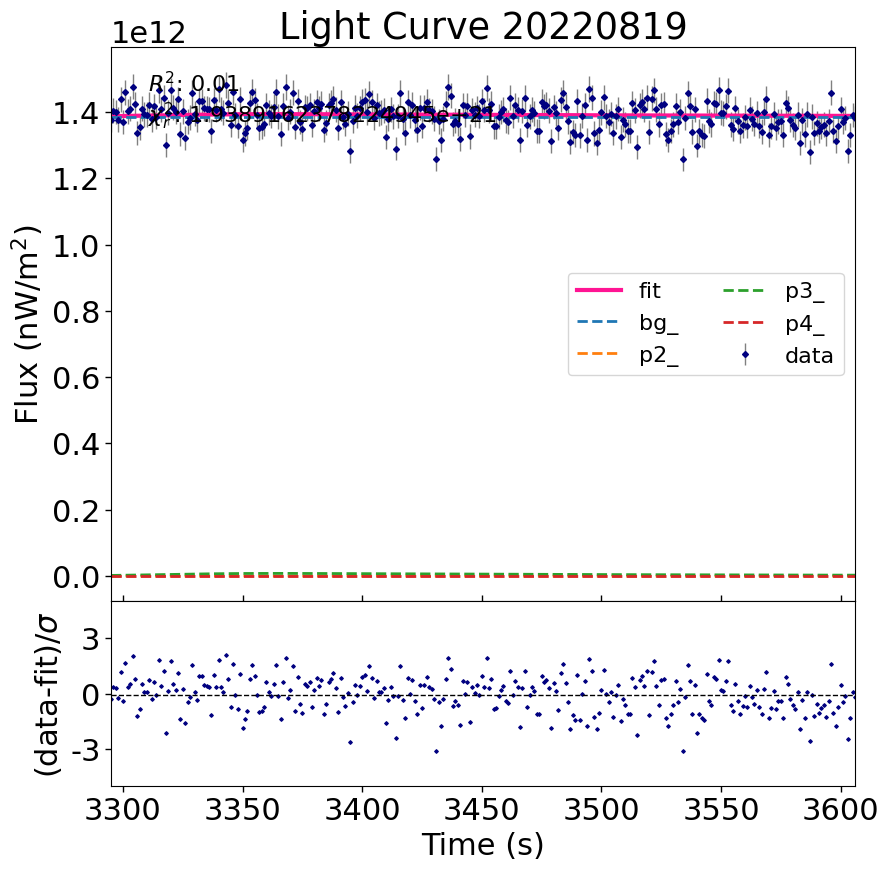 Light Curve 20220819
1e12
R²: 0.01
Flux (nW/m²)
1.4
1.2
1.0
0.8
0.6
0.4
0.2
0.0
fit
bg_
p2_
p3_
p4_
data
(data-fit)/σ
3
0
-3
3300 3350 3400 3450 3500 3550 3600
Time (s)